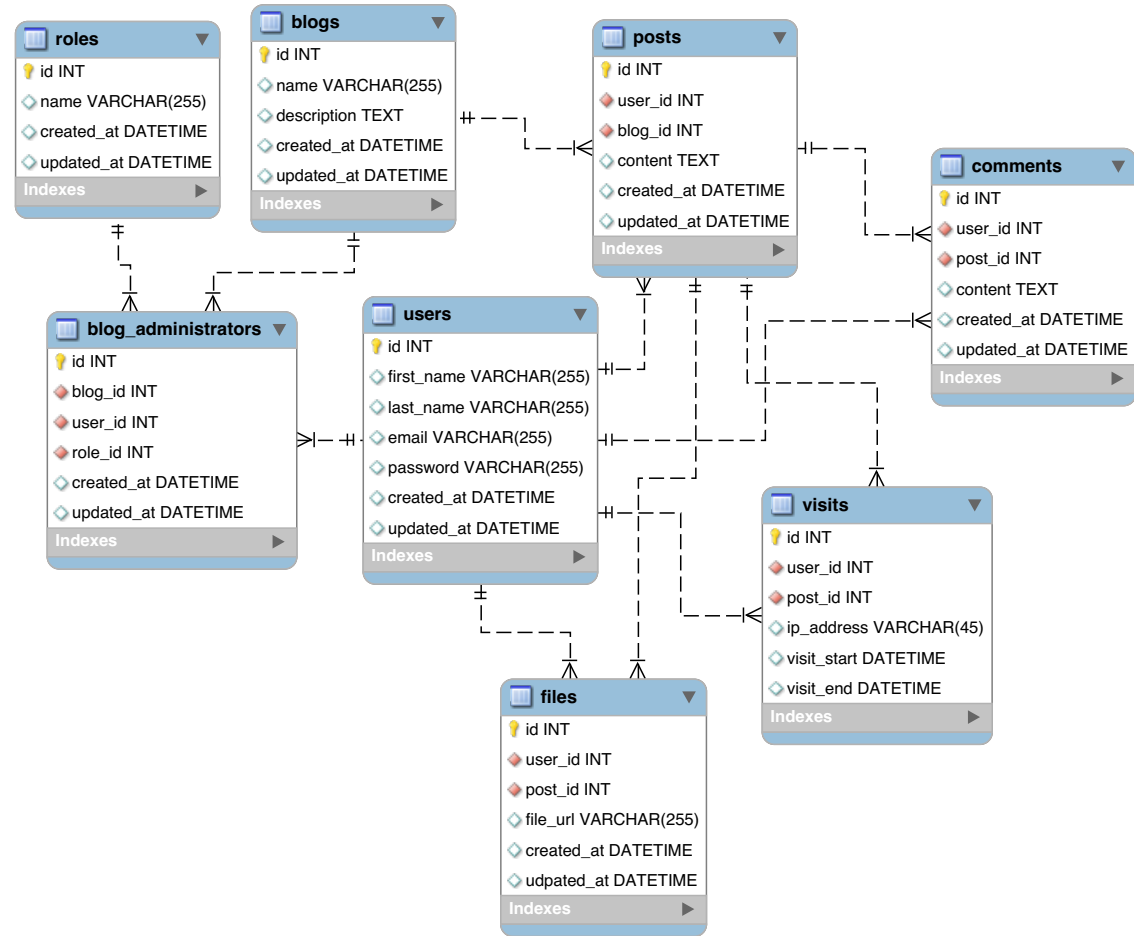 roles
id INT
name VARCHAR(255)
created_at DATETIME
updated_at DATETIME
Indexes
blogs
id INT
name VARCHAR(255)
description TEXT
created_at DATETIME
updated_at DATETIME
Indexes
posts
id INT
user_id INT
blog_id INT
content TEXT
created_at DATETIME
updated_at DATETIME
Indexes
comments
id INT
user_id INT
post_id INT
content TEXT
created_at DATETIME
updated_at DATETIME
Indexes
blog_administrators
id INT
blog_id INT
user_id INT
role_id INT
created_at DATETIME
updated_at DATETIME
Indexes
users
id INT
first_name VARCHAR(255)
last_name VARCHAR(255)
email VARCHAR(255)
password VARCHAR(255)
created_at DATETIME
updated_at DATETIME
Indexes
visits
id INT
user_id INT
post_id INT
ip_address VARCHAR(45)
visit_start DATETIME
visit_end DATETIME
Indexes
files
id INT
user_id INT
post_id INT
file_url VARCHAR(255)
created_at DATETIME
udpated_at DATETIME
Indexes